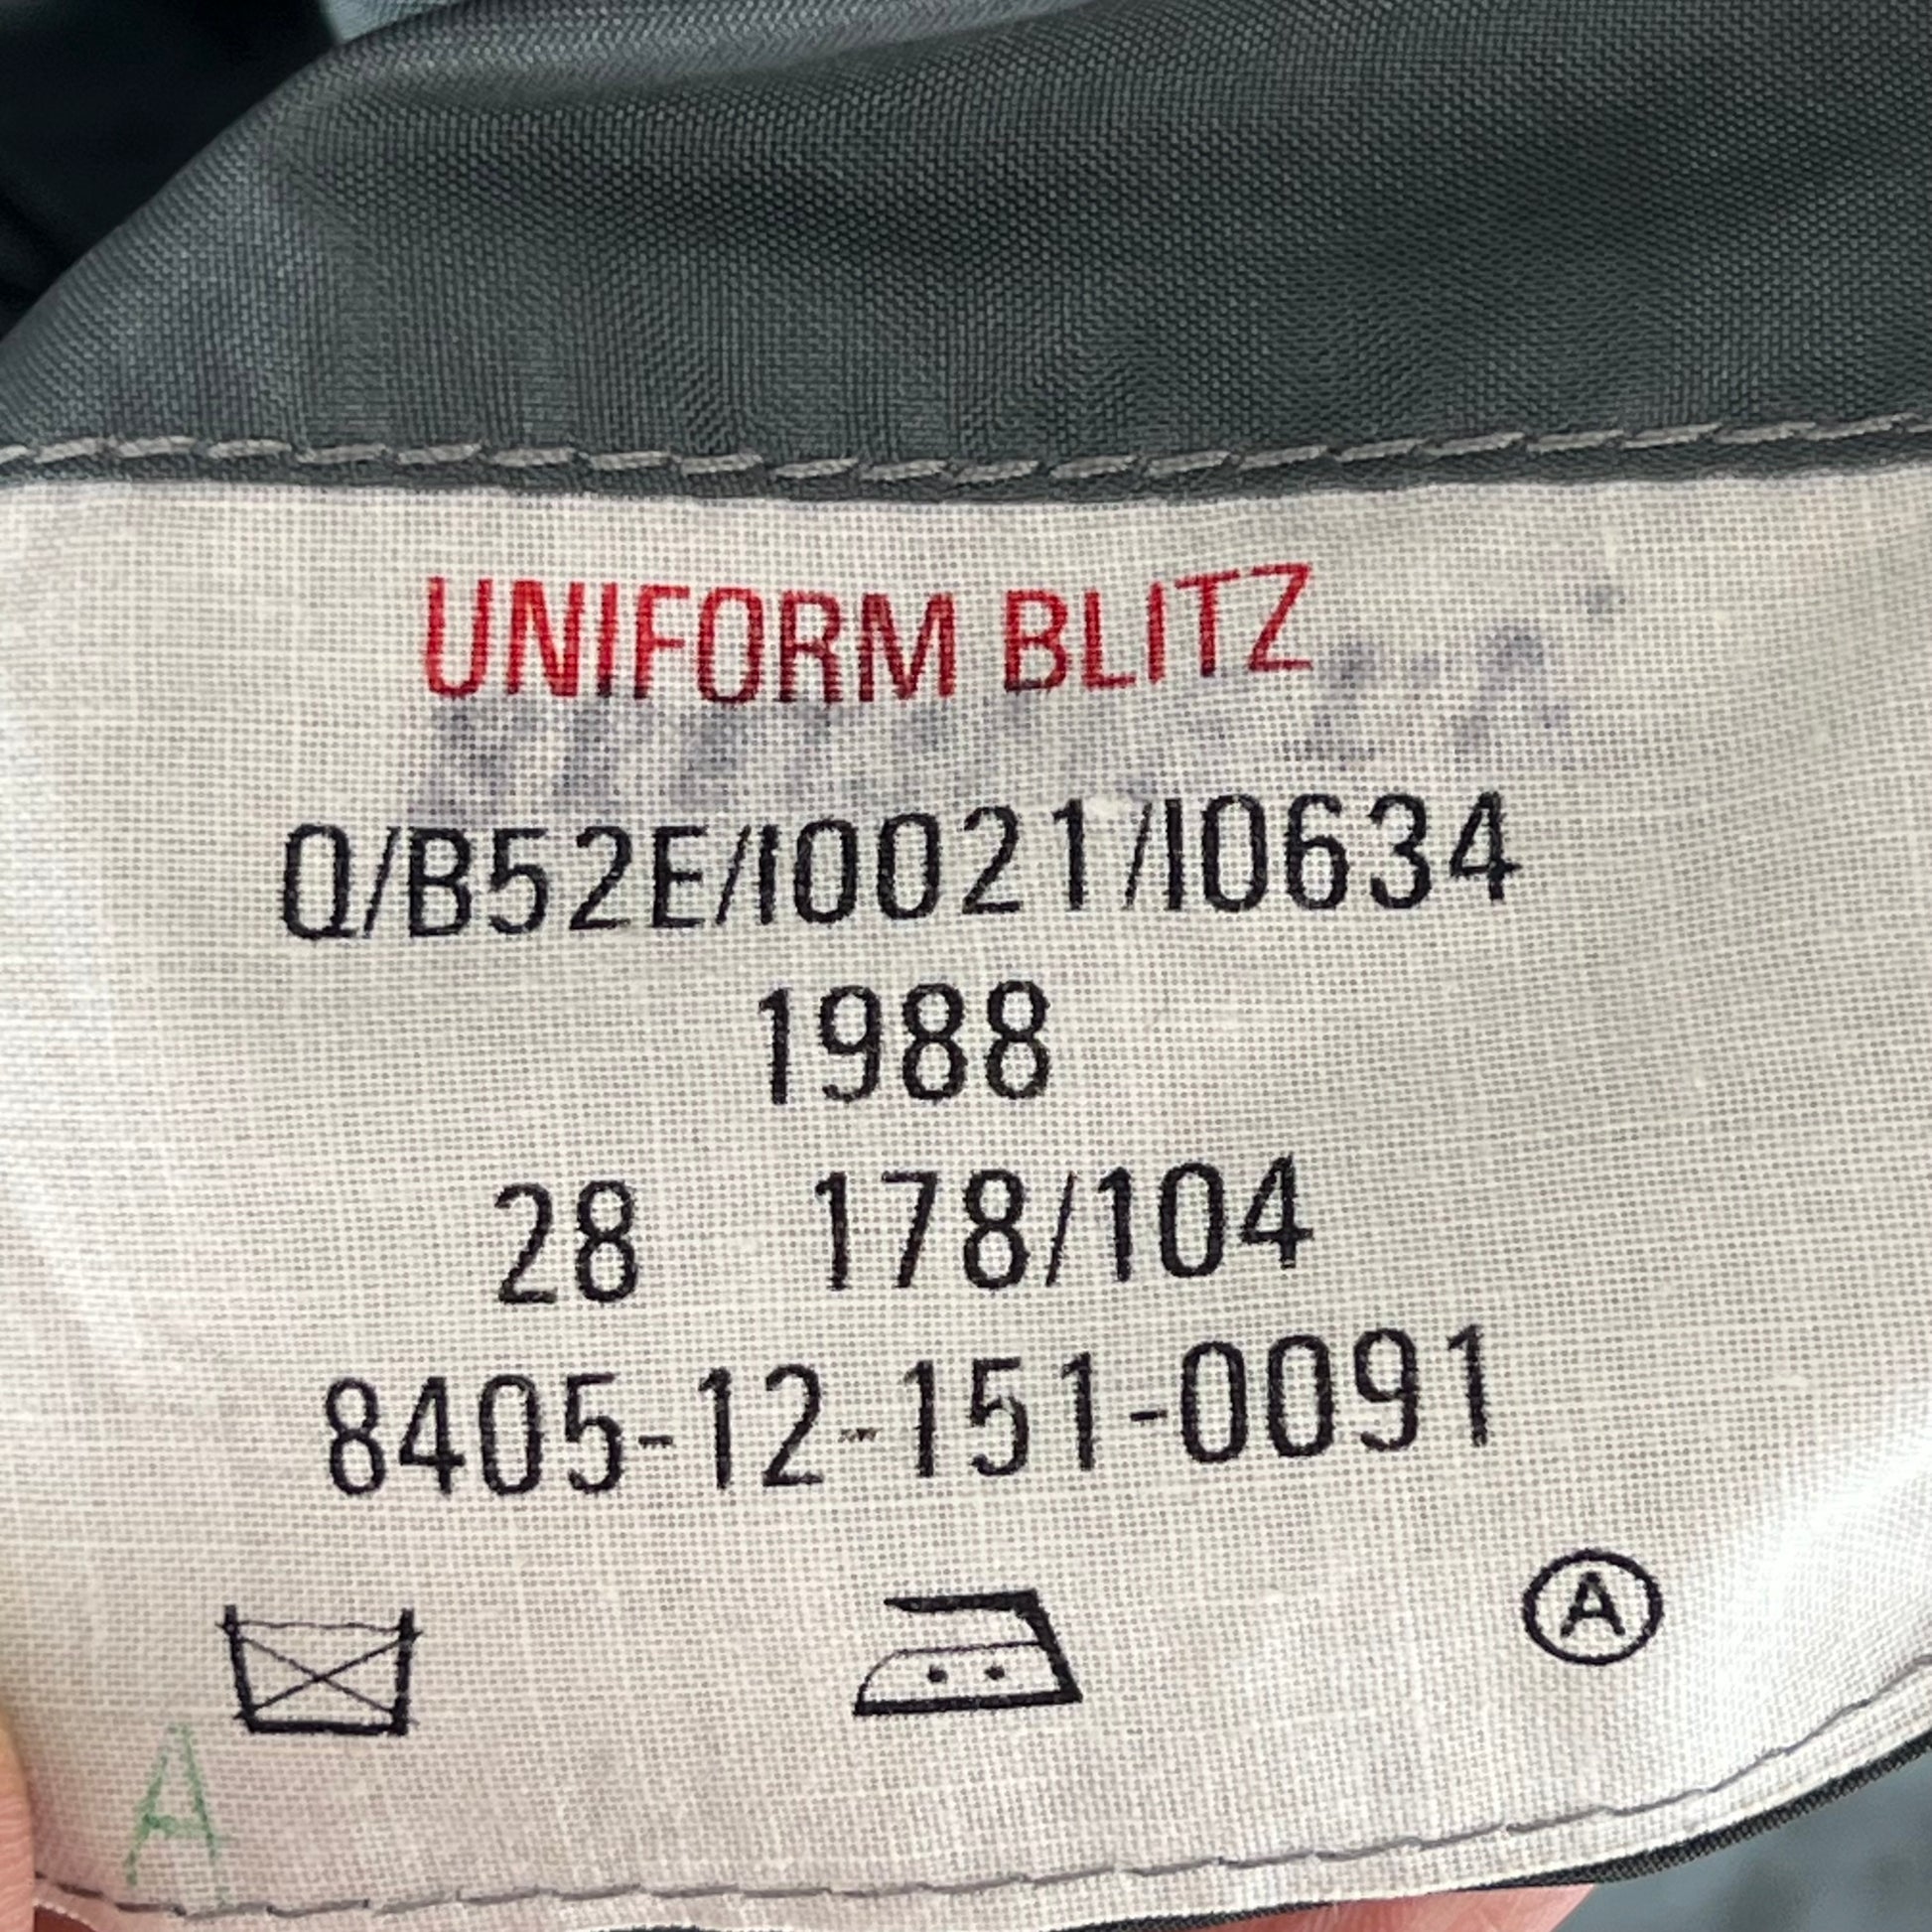 UNIFORM BLITZ
Q/B52E/I0021/I0634
1988
28 178/104
8405-12-151-0091
A
A